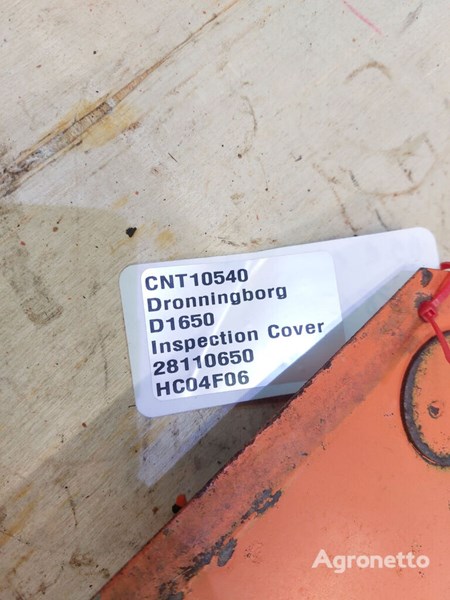 CNT10540
Dronningborg
D1650
Inspection Cover
28110650
HC04F06
Agronetto